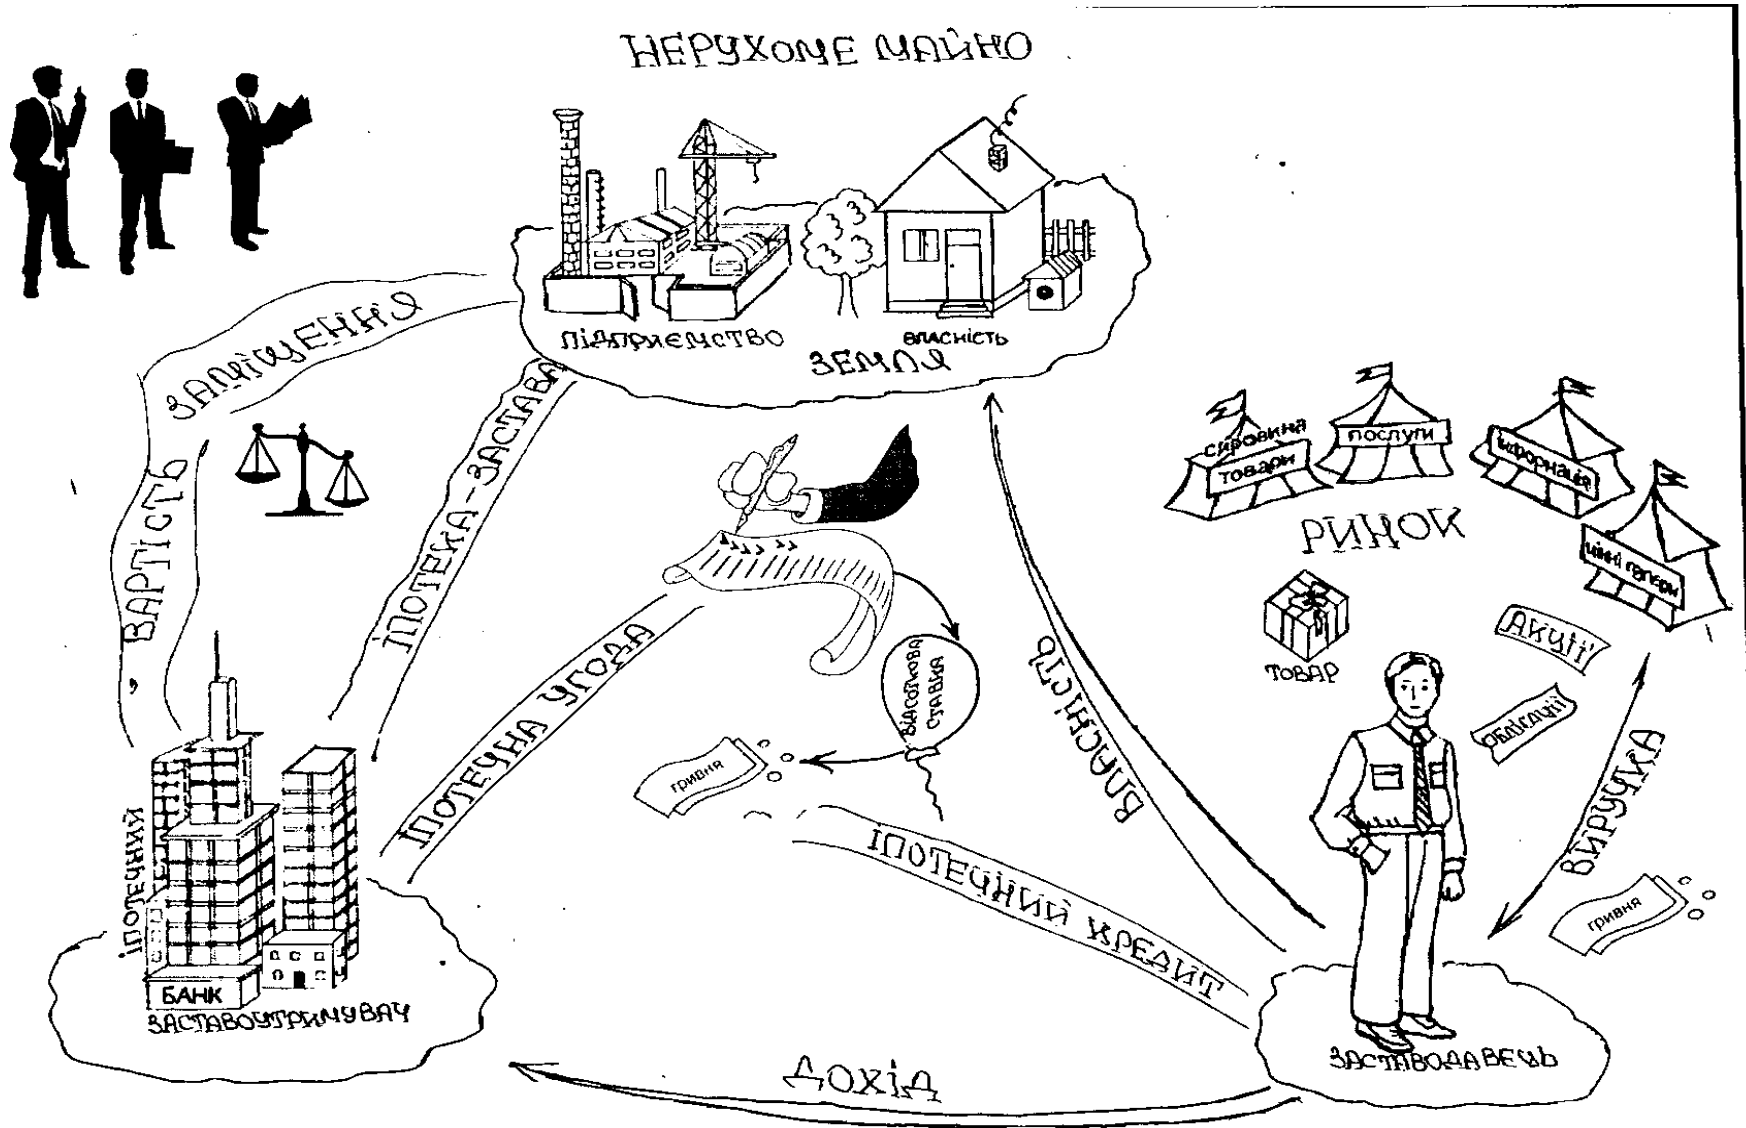 НЕРУХОМЕ МАЙНО
ПІДПРИЄМСТВО
ВЛАСНІСТЬ
ЗЕМЛЯ
ЗАМІЩЕННЯ
ВАРТІСТЬ
ІПОТЕКА-ЗАСТАВА
ІПОТЕЧНА УГОДА
ВІДСОТКОВА
СТАВКА
гривня
ВЛАСНІСТЬ
сировина
товари
послуги
інформація
цінні папери
РИНОК
ТОВАР
АКЦІЇ
ОБЛІГАЦІЇ
ВИРУЧКА
гривня
ІПОТЕЧНИЙ КРЕДИТ
ІПОТЕЧНИЙ
БАНК
ЗАСТАВОУТРИМУВАЧ
ЗАСТАВОДАВЕЦЬ
ДОХІД